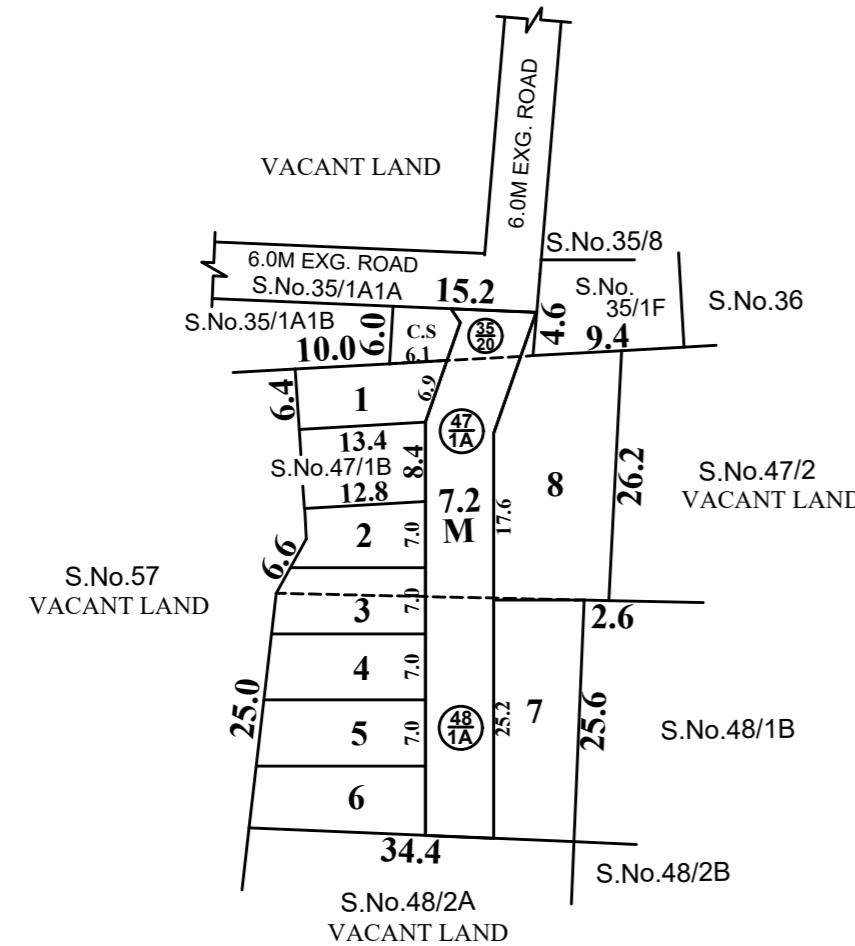 6.0M EXG. ROAD
VACANT LAND
6.0M EXG. ROAD
S.No.35/8
S.No.35/1A1A
15.2
S.No.
35/1F
S.No.36
S.No.35/1A1B
6.0
C.S
35
20
4.6
10.0
6.1
9.4
6.4
1
6.9
47
1A
13.4
8.4
S.No.47/1B
12.8
7.2
M
17.6
8
26.2
S.No.47/2
VACANT LAND
2
7.0
6.6
S.No.57
VACANT LAND
3
7.0
2.6
4
7.0
25.0
5
7.0
48
1A
25.2
7
25.6
S.No.48/1B
6
34.4
S.No.48/2B
S.No.48/2A
VACANT LAND